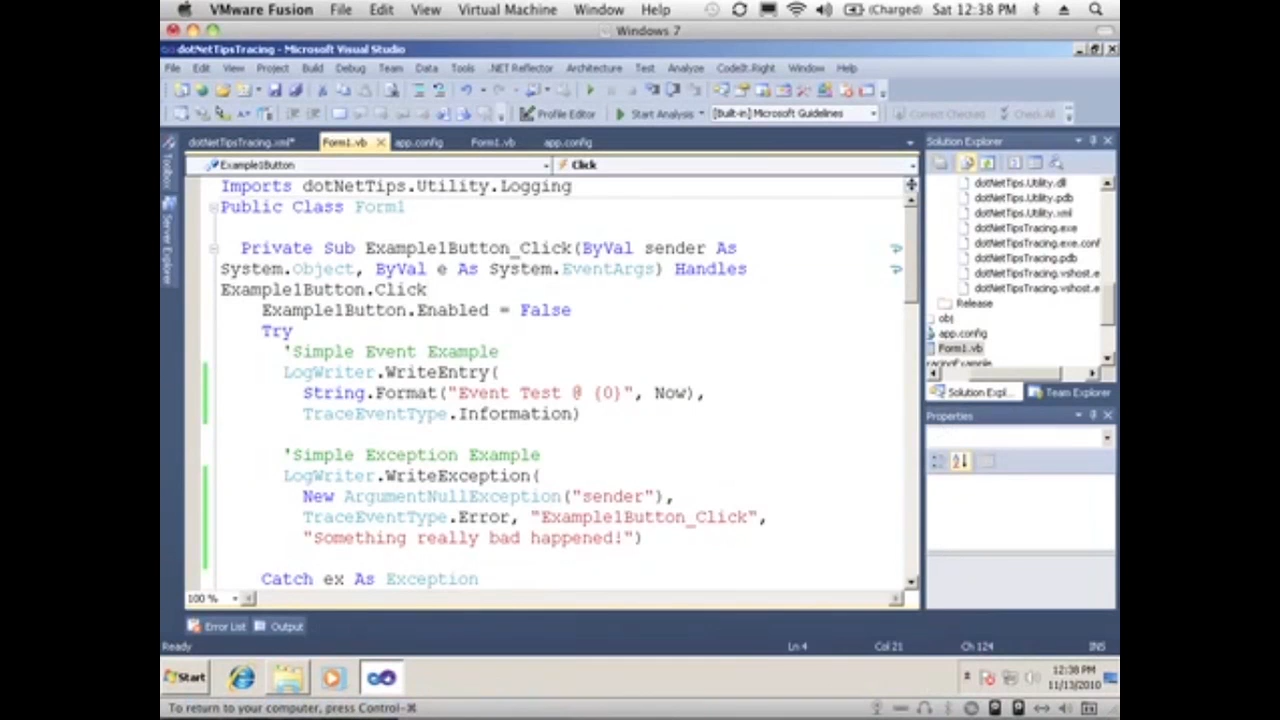 VMware Fusion File Edit View Virtual Machine Window Help (Charged) Sat 12:38 PM
Windows 7
dotNetTipsTracing - Microsoft Visual Studio
File Edit View Project Build Debug Team Data Tools .NET Reflector Architecture Test Analyze CodeIt.Right Window Help
Profile Editor Start Analysis [Built-in] Microsoft Guidelines Correct Checked Check All
dotNetTipsTracing.xml* Form1.vb app.config Form1.vb app.config
Toolbox
Server Explorer
Example1Button Click
Imports dotNetTips.Utility.Logging
Public Class Form1
Private Sub Example1Button_Click(ByVal sender As
System.Object, ByVal e As System.EventArgs) Handles
Example1Button.Click
Example1Button.Enabled = False
Try
'Simple Event Example
LogWriter.WriteEntry(
String.Format("Event Test @ {0}", Now),
TraceEventType.Information)
'Simple Exception Example
LogWriter.WriteException(
New ArgumentNullException("sender"),
TraceEventType.Error, "Example1Button_Click",
"Something really bad happened!")
Catch ex As Exception
100 %
Solution Explorer
dotNetTips.Utility.dll
dotNetTips.Utility.pdb
dotNetTips.Utility.xml
dotNetTipsTracing.exe
dotNetTipsTracing.exe.conf
dotNetTipsTracing.pdb
dotNetTipsTracing.vshost.e
dotNetTipsTracing.vshost.e
Release
obj
app.config
Form1.vb
Solution Expl... Team Explorer
Properties
Error List Output
Ready Ln 4 Col 21 Ch 124 INS
Start 12:38 PM
11/13/2010
To return to your computer, press Control-⌘